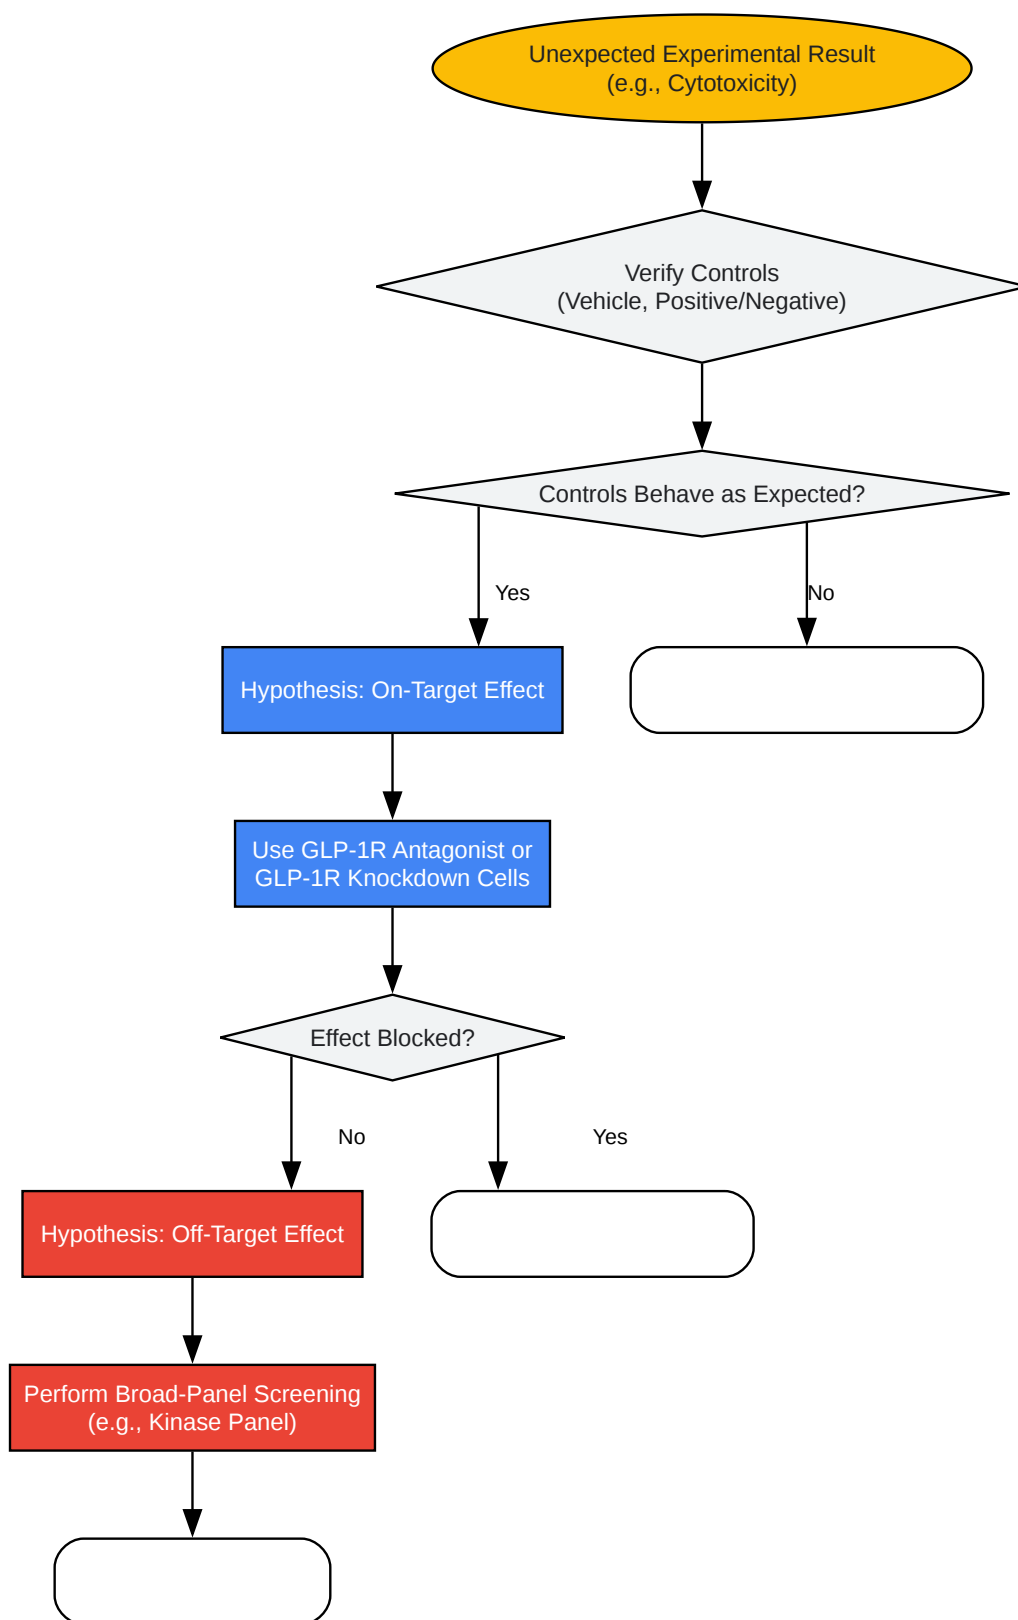 Unexpected Experimental Result
(e.g., Cytotoxicity)
Verify Controls
(Vehicle, Positive/Negative)
Controls Behave as Expected?
Yes
No
Hypothesis: On-Target Effect
Use GLP-1R Antagonist or
GLP-1R Knockdown Cells
Effect Blocked?
No
Yes
Hypothesis: Off-Target Effect
Perform Broad-Panel Screening
(e.g., Kinase Panel)